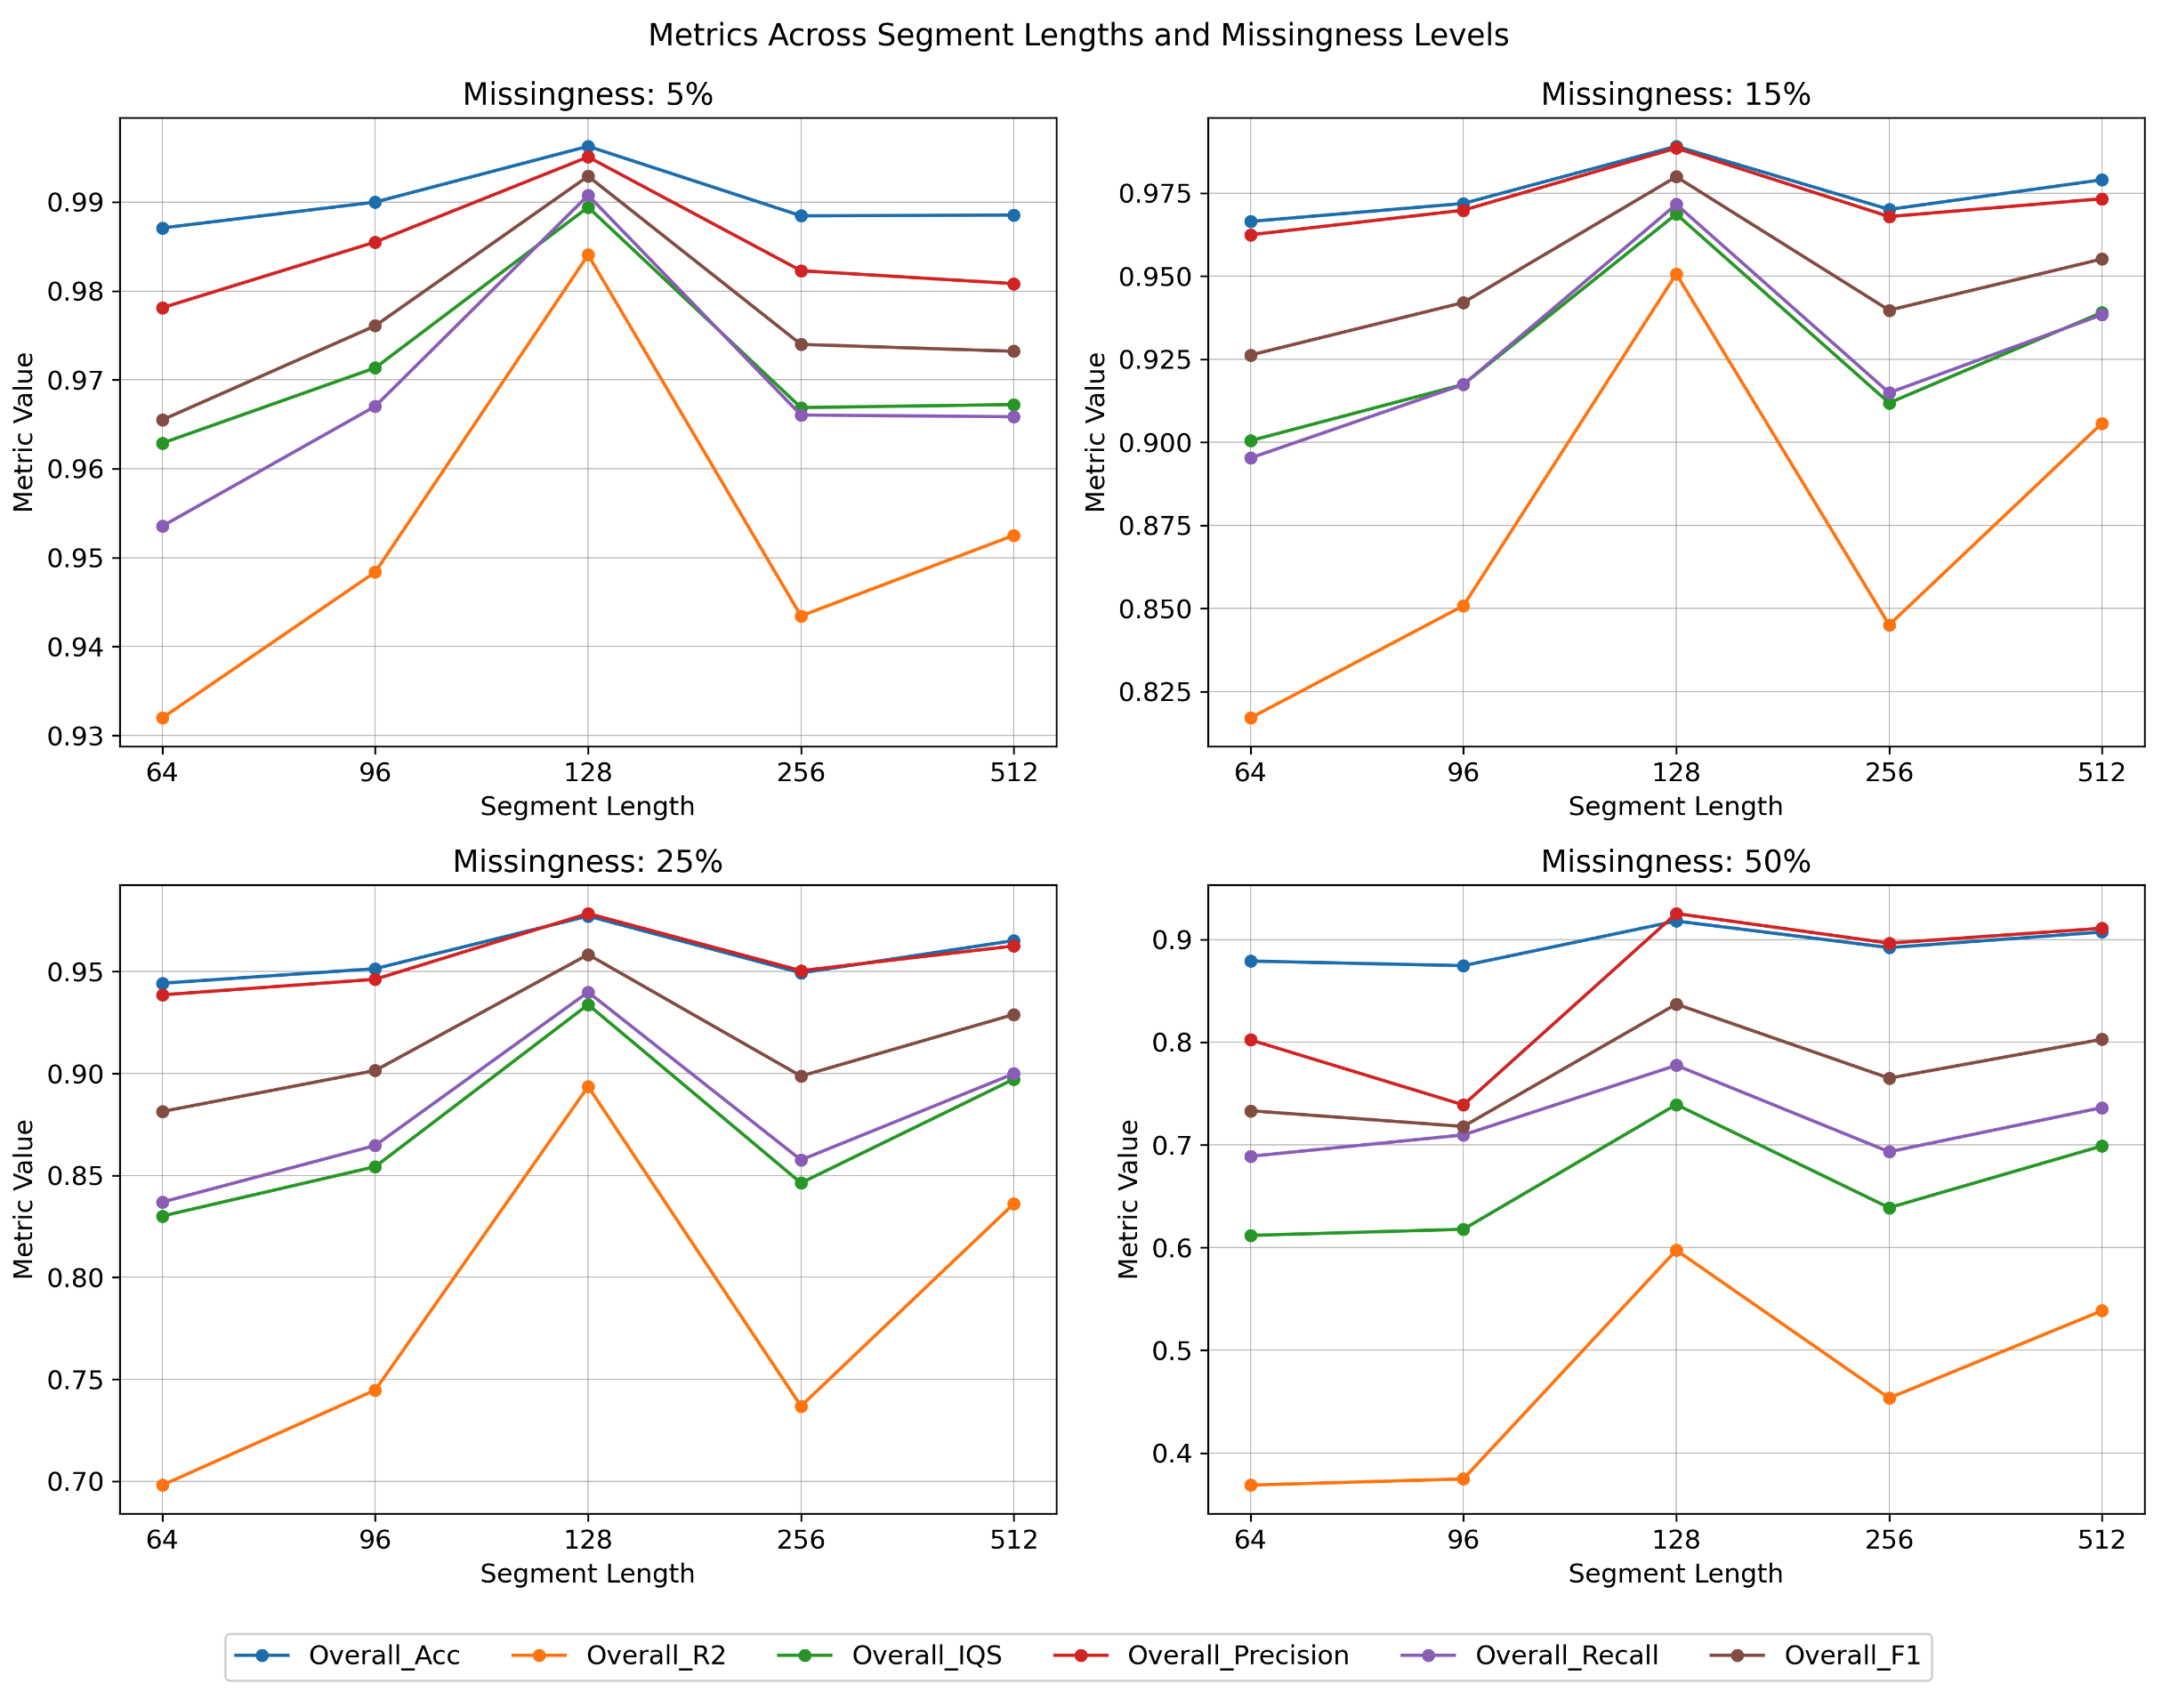 Metrics Across Segment Lengths and Missingness Levels
Missingness: 5%
Metric Value
0.99
0.98
0.97
0.96
0.95
0.94
0.93
64 96 128 256 512
Segment Length
Missingness: 15%
Metric Value
0.975
0.950
0.925
0.900
0.875
0.850
0.825
64 96 128 256 512
Segment Length
Missingness: 25%
Metric Value
0.95
0.90
0.85
0.80
0.75
0.70
64 96 128 256 512
Segment Length
Missingness: 50%
Metric Value
0.9
0.8
0.7
0.6
0.5
0.4
64 96 128 256 512
Segment Length
Overall_Acc Overall_R2 Overall_IQS Overall_Precision Overall_Recall Overall_F1